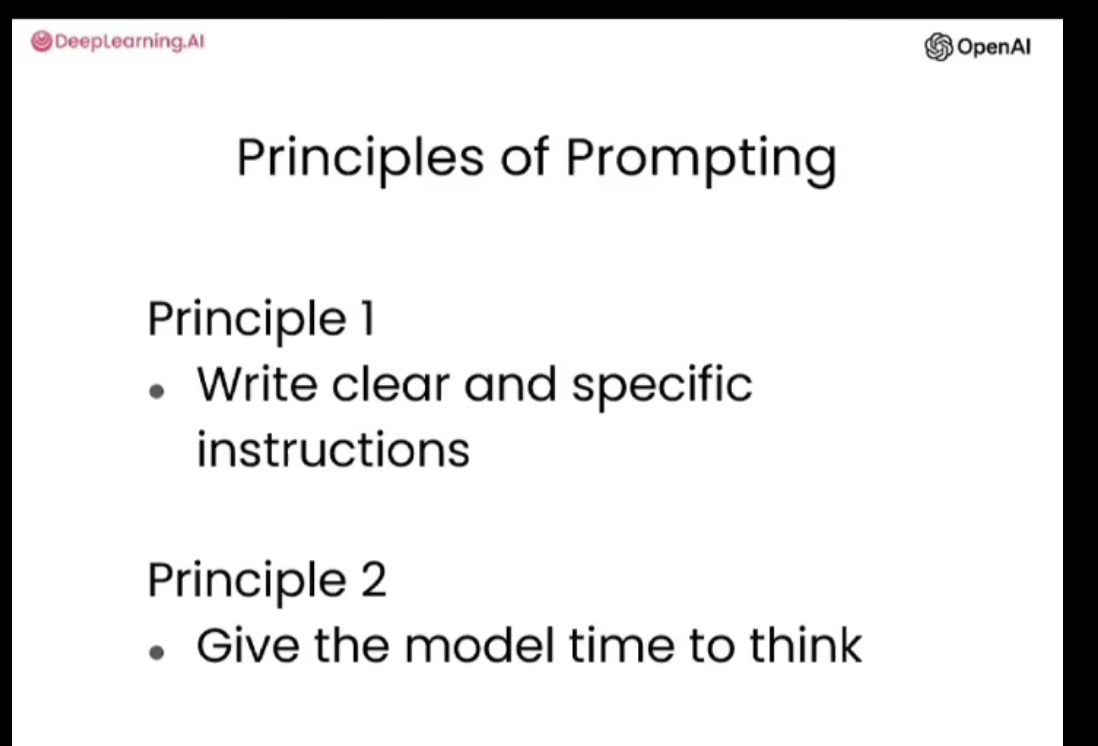 DeepLearning.AI
OpenAI
Principles of Prompting
Principle 1
• Write clear and specific
instructions
Principle 2
• Give the model time to think